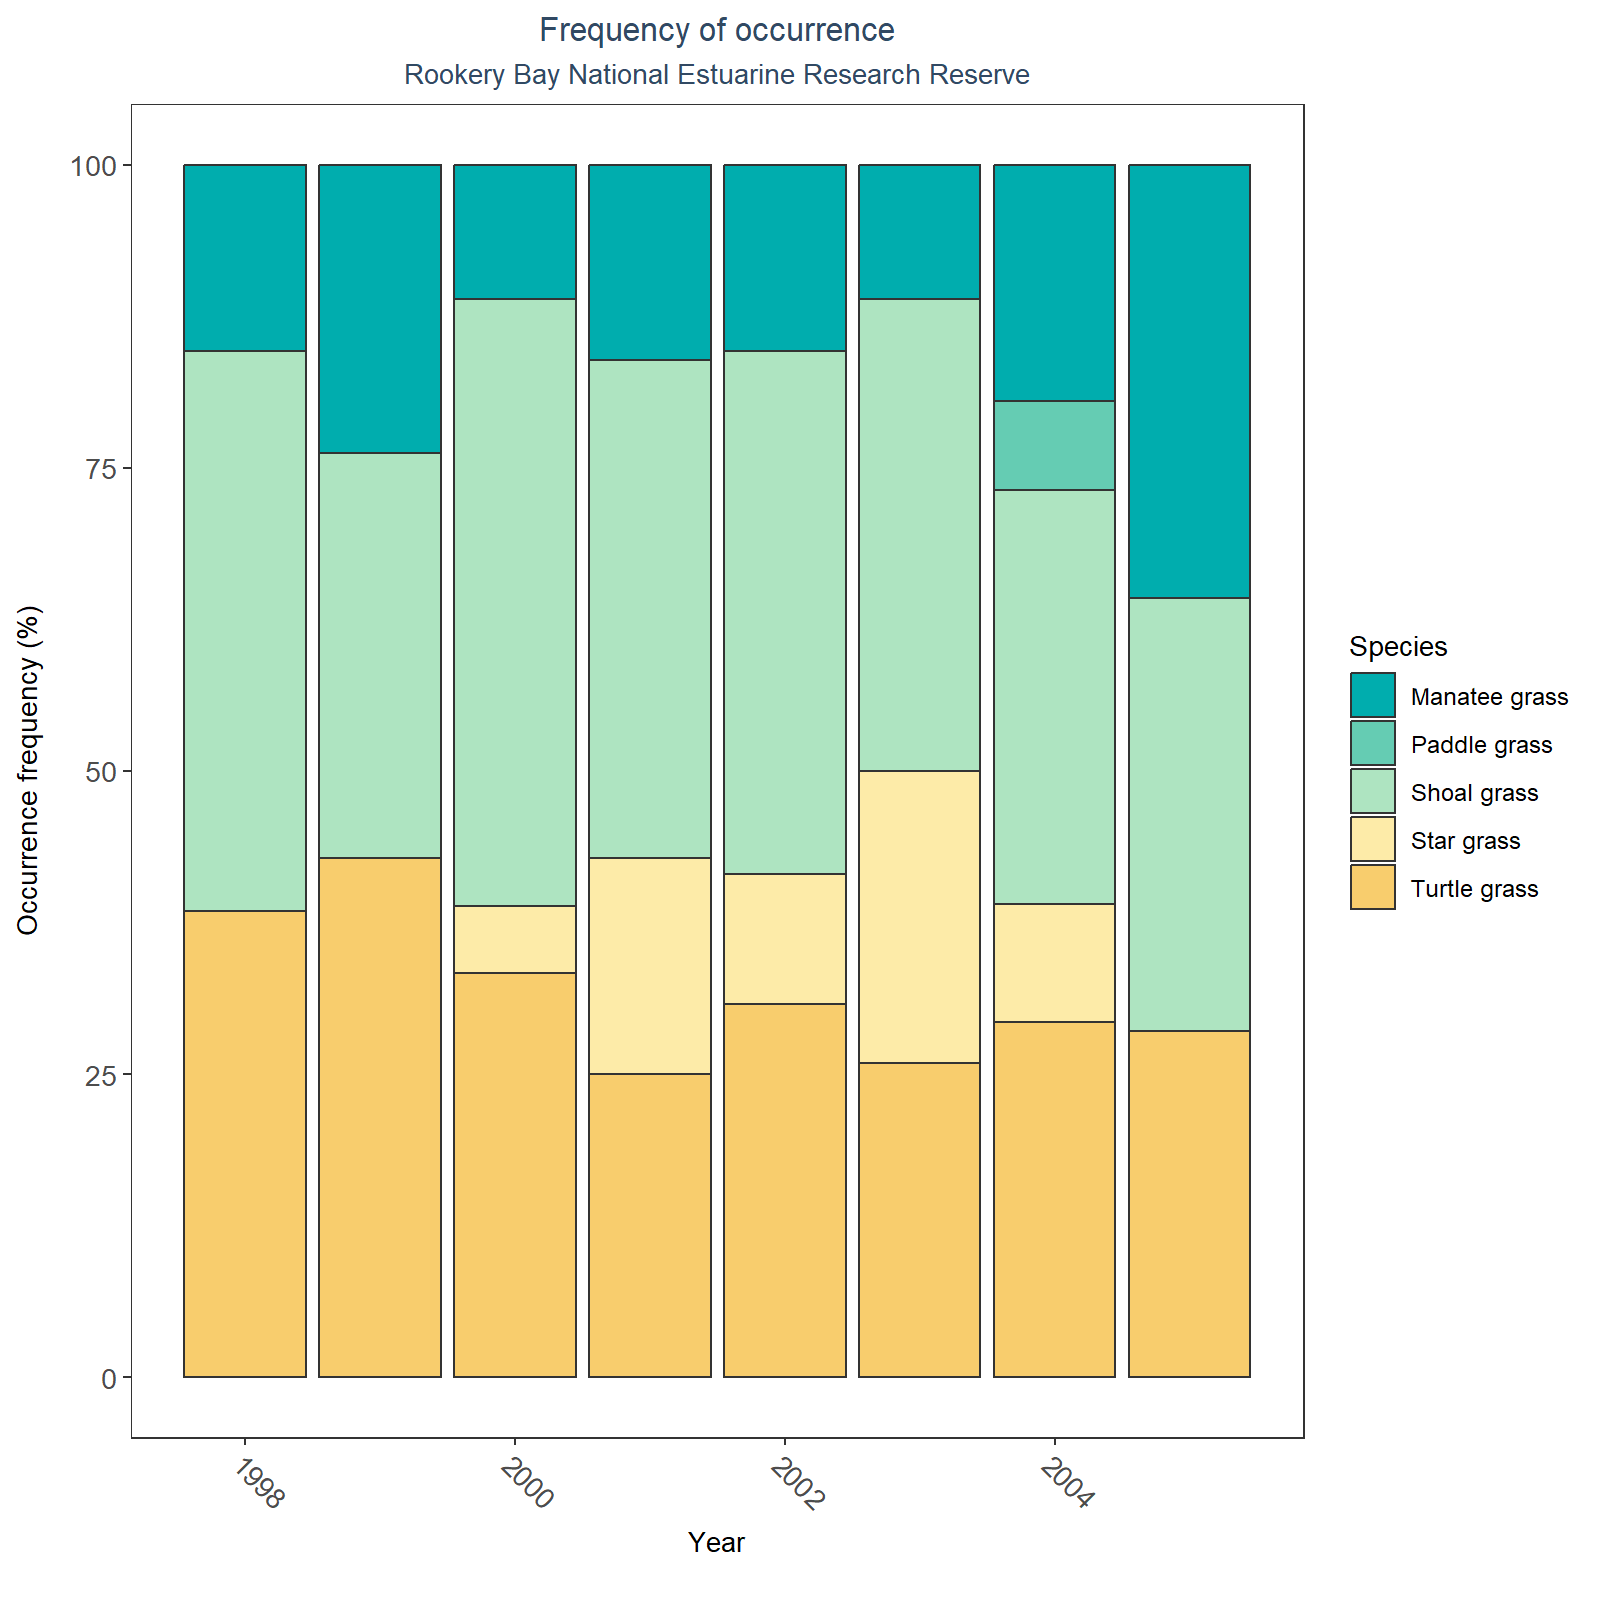 Frequency of occurrence
Rookery Bay National Estuarine Research Reserve
100
75
50
25
0
Occurrence frequency (%)
1998
2000
2002
2004
Year
Species
Manatee grass
Paddle grass
Shoal grass
Star grass
Turtle grass